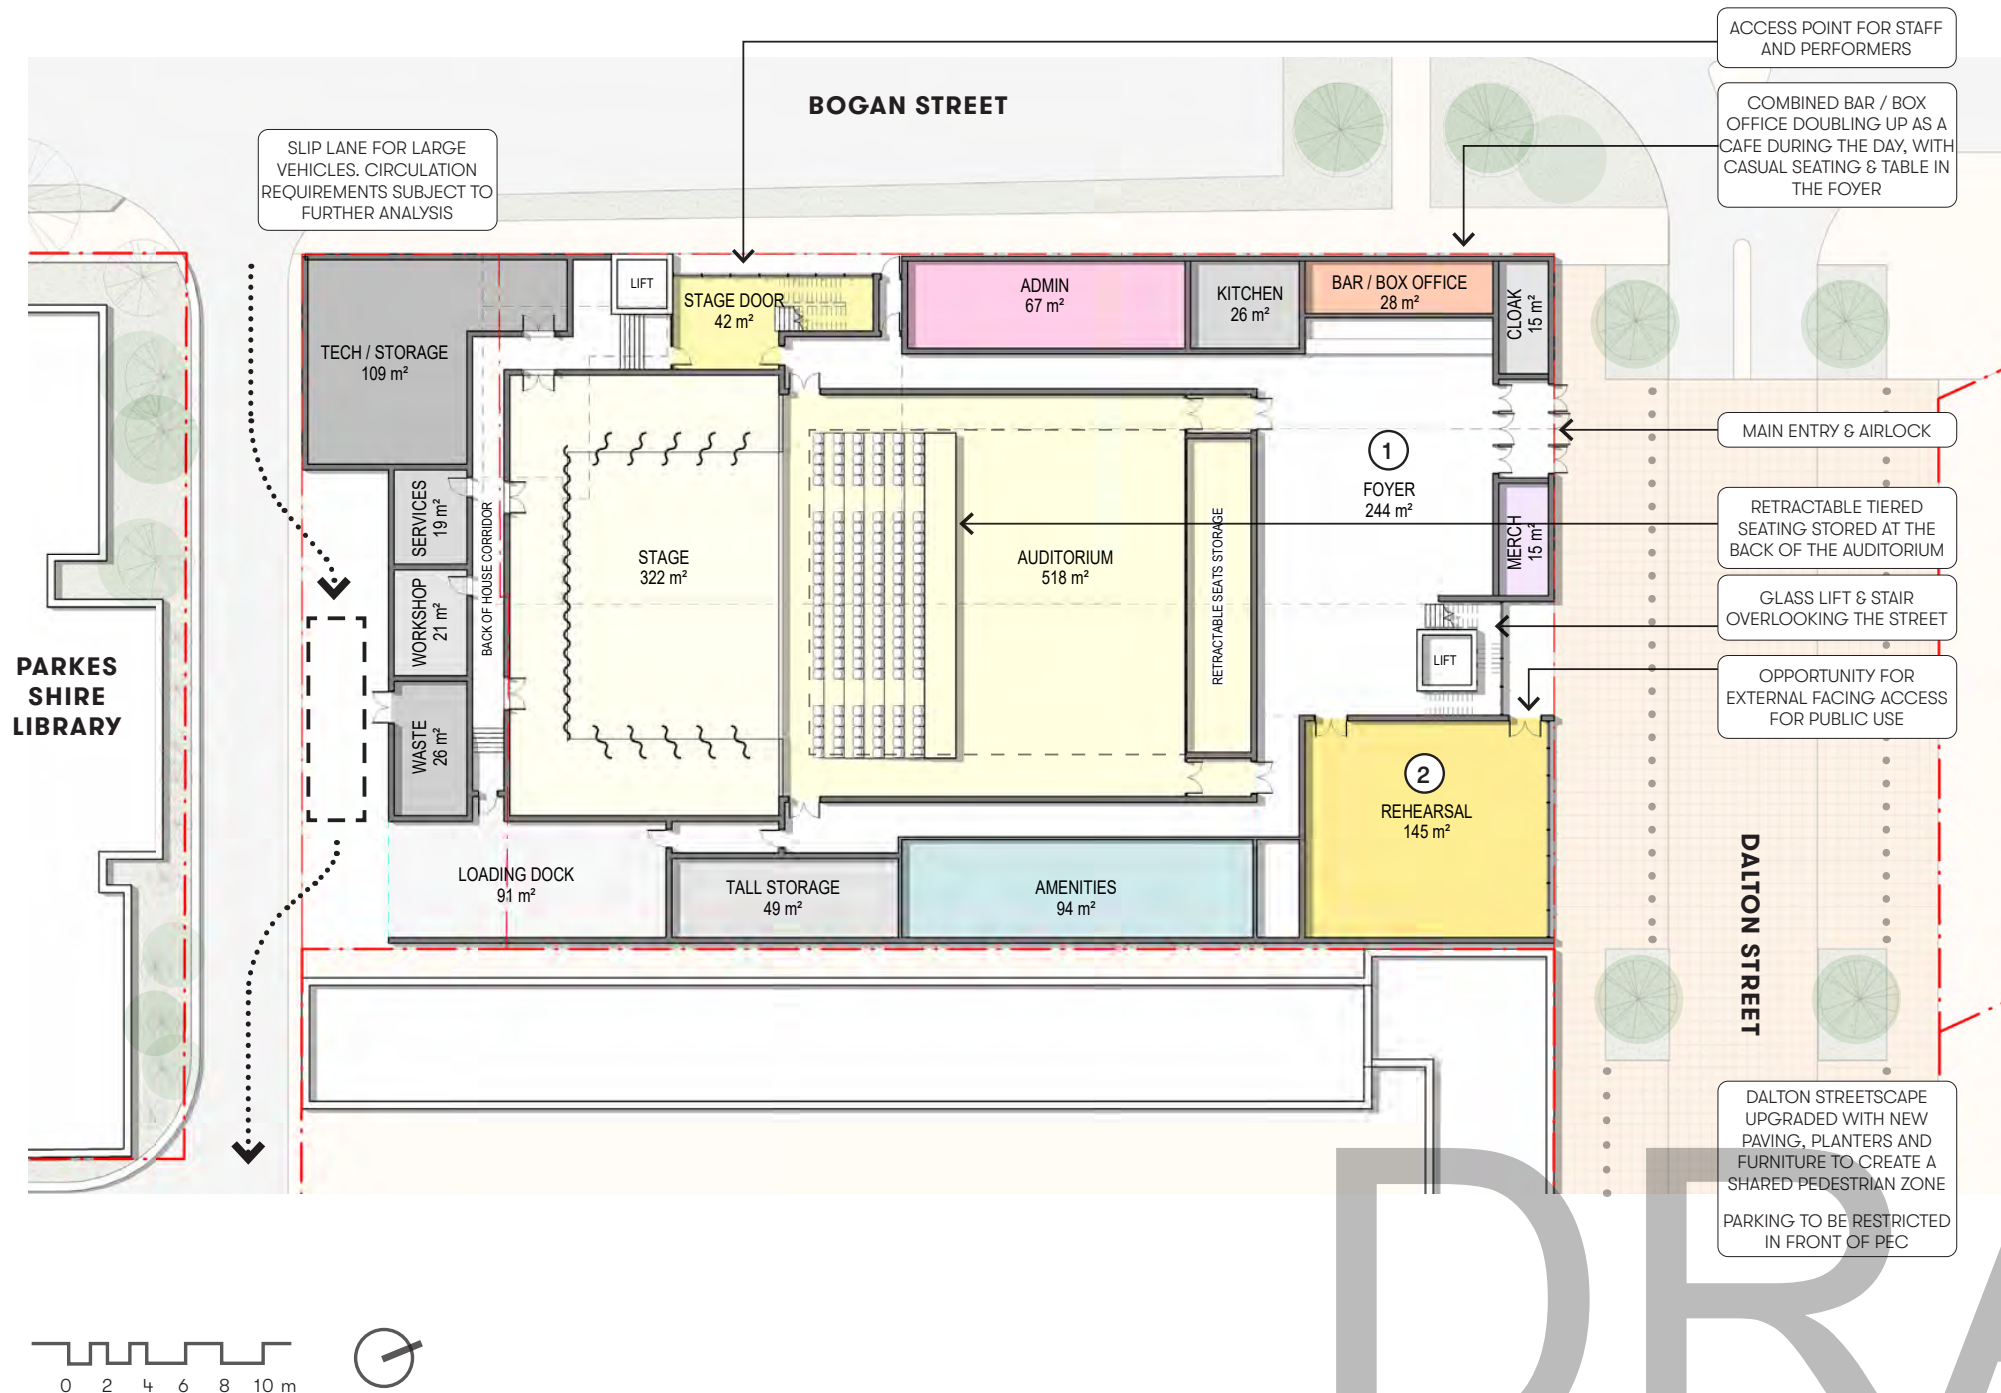 ACCESS POINT FOR STAFF
AND PERFORMERS
BOGAN STREET
COMBINED BAR / BOX
OFFICE DOUBLING UP AS A
CAFE DURING THE DAY, WITH
CASUAL SEATING & TABLE IN
THE FOYER
SLIP LANE FOR LARGE
VEHICLES. CIRCULATION
REQUIREMENTS SUBJECT TO
FURTHER ANALYSIS
LIFT
STAGE DOOR
42 m²
ADMIN
67 m²
KITCHEN
26 m²
BAR / BOX OFFICE
28 m²
CLOAK
15 m²
TECH / STORAGE
109 m²
MAIN ENTRY & AIRLOCK
1
FOYER
244 m²
SERVICES
19 m²
BACK OF HOUSE CORRIDOR
STAGE
322 m²
AUDITORIUM
518 m²
RETRACTABLE SEATS STORAGE
MERCH
15 m²
RETRACTABLE TIERED
SEATING STORED AT THE
BACK OF THE AUDITORIUM
WORKSHOP
21 m²
GLASS LIFT & STAIR
OVERLOOKING THE STREET
LIFT
PARKES
SHIRE
LIBRARY
OPPORTUNITY FOR
EXTERNAL FACING ACCESS
FOR PUBLIC USE
WASTE
26 m²
2
REHEARSAL
145 m²
LOADING DOCK
91 m²
TALL STORAGE
49 m²
AMENITIES
94 m²
DALTON STREET
DALTON STREETSCAPE
UPGRADED WITH NEW
PAVING, PLANTERS AND
FURNITURE TO CREATE A
SHARED PEDESTRIAN ZONE
PARKING TO BE RESTRICTED
IN FRONT OF PEC
DRA
0 2 4 6 8 10 m